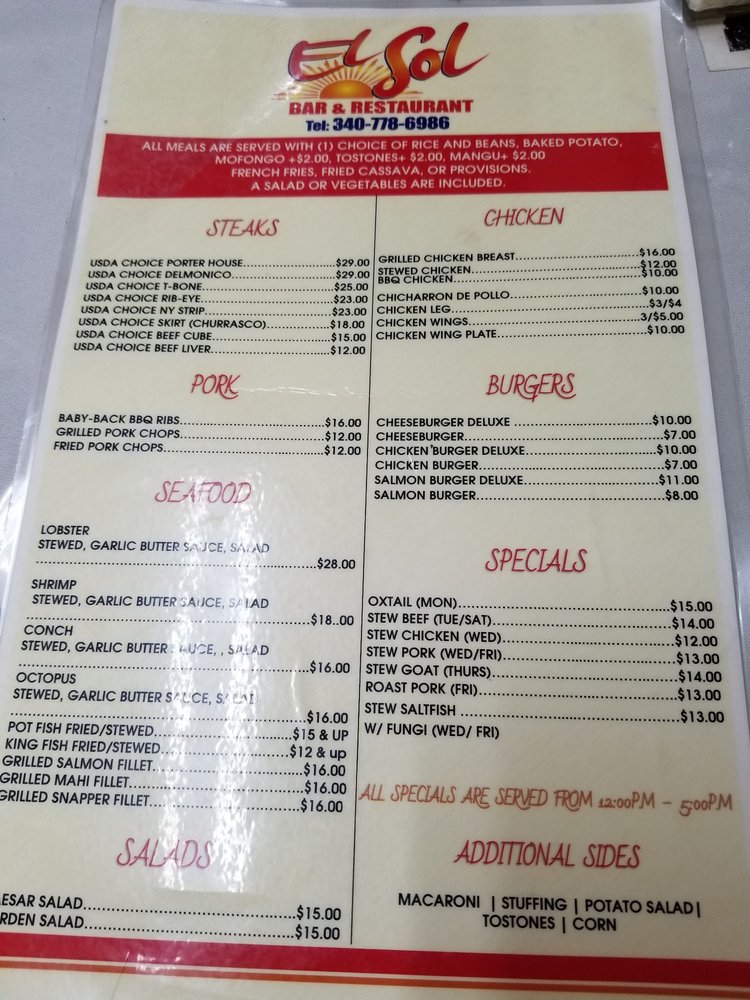 El Sol
BAR & RESTAURANT
Tel: 340-778-6986
ALL MEALS ARE SERVED WITH (1) CHOICE OF RICE AND BEANS, BAKED POTATO,
MOFONGO +$2.00, TOSTONES+ $2.00, MANGU+ $2.00
FRENCH FRIES, FRIED CASSAVA, OR PROVISIONS.
A SALAD OR VEGETABLES ARE INCLUDED.
STEAKS
USDA CHOICE PORTER HOUSE...$29.00
USDA CHOICE DELMONICO...$29.00
USDA CHOICE T-BONE...$25.00
USDA CHOICE RIB-EYE...$23.00
USDA CHOICE NY STRIP...$23.00
USDA CHOICE SKIRT (CHURRASCO)...$18.00
USDA CHOICE BEEF CUBE...$15.00
USDA CHOICE BEEF LIVER...$12.00
PORK
BABY-BACK BBQ RIBS...$16.00
GRILLED PORK CHOPS...$12.00
FRIED PORK CHOPS...$12.00
SEAFOOD
LOBSTER
STEWED, GARLIC BUTTER SAUCE, SALAD
...$28.00
SHRIMP
STEWED, GARLIC BUTTER SAUCE, SALAD
...$18..00
CONCH
STEWED, GARLIC BUTTER SAUCE, , SALAD
...$16.00
OCTOPUS
STEWED, GARLIC BUTTER SAUCE, SALAD
...$16.00
POT FISH FRIED/STEWED...$15 & UP
KING FISH FRIED/STEWED...$12 & up
GRILLED SALMON FILLET...$16.00
GRILLED MAHI FILLET...$16.00
GRILLED SNAPPER FILLET...$16.00
SALADS
ESAR SALAD...$15.00
RDEN SALAD...$15.00
CHICKEN
GRILLED CHICKEN BREAST...$16.00
STEWED CHICKEN...$12.00
BBQ CHICKEN...$10.00
CHICHARRON DE POLLO...$10.00
CHICKEN LEG...$3/$4
CHICKEN WINGS...3/$5.00
CHICKEN WING PLATE...$10.00
BURGERS
CHEESEBURGER DELUXE ...$10.00
CHEESEBURGER...$7.00
CHICKEN BURGER DELUXE...$10.00
CHICKEN BURGER...$7.00
SALMON BURGER DELUXE...$11.00
SALMON BURGER...$8.00
SPECIALS
OXTAIL (MON)...$15.00
STEW BEEF (TUE/SAT)...$14.00
STEW CHICKEN (WED)...$12.00
STEW PORK (WED/FRI)...$13.00
STEW GOAT (THURS)...$14.00
ROAST PORK (FRI)...$13.00
STEW SALTFISH ...$13.00
W/ FUNGI (WED/ FRI)
ALL SPECIALS ARE SERVED FROM 12:00PM - 5:00PM
ADDITIONAL SIDES
MACARONI | STUFFING | POTATO SALAD|
TOSTONES | CORN